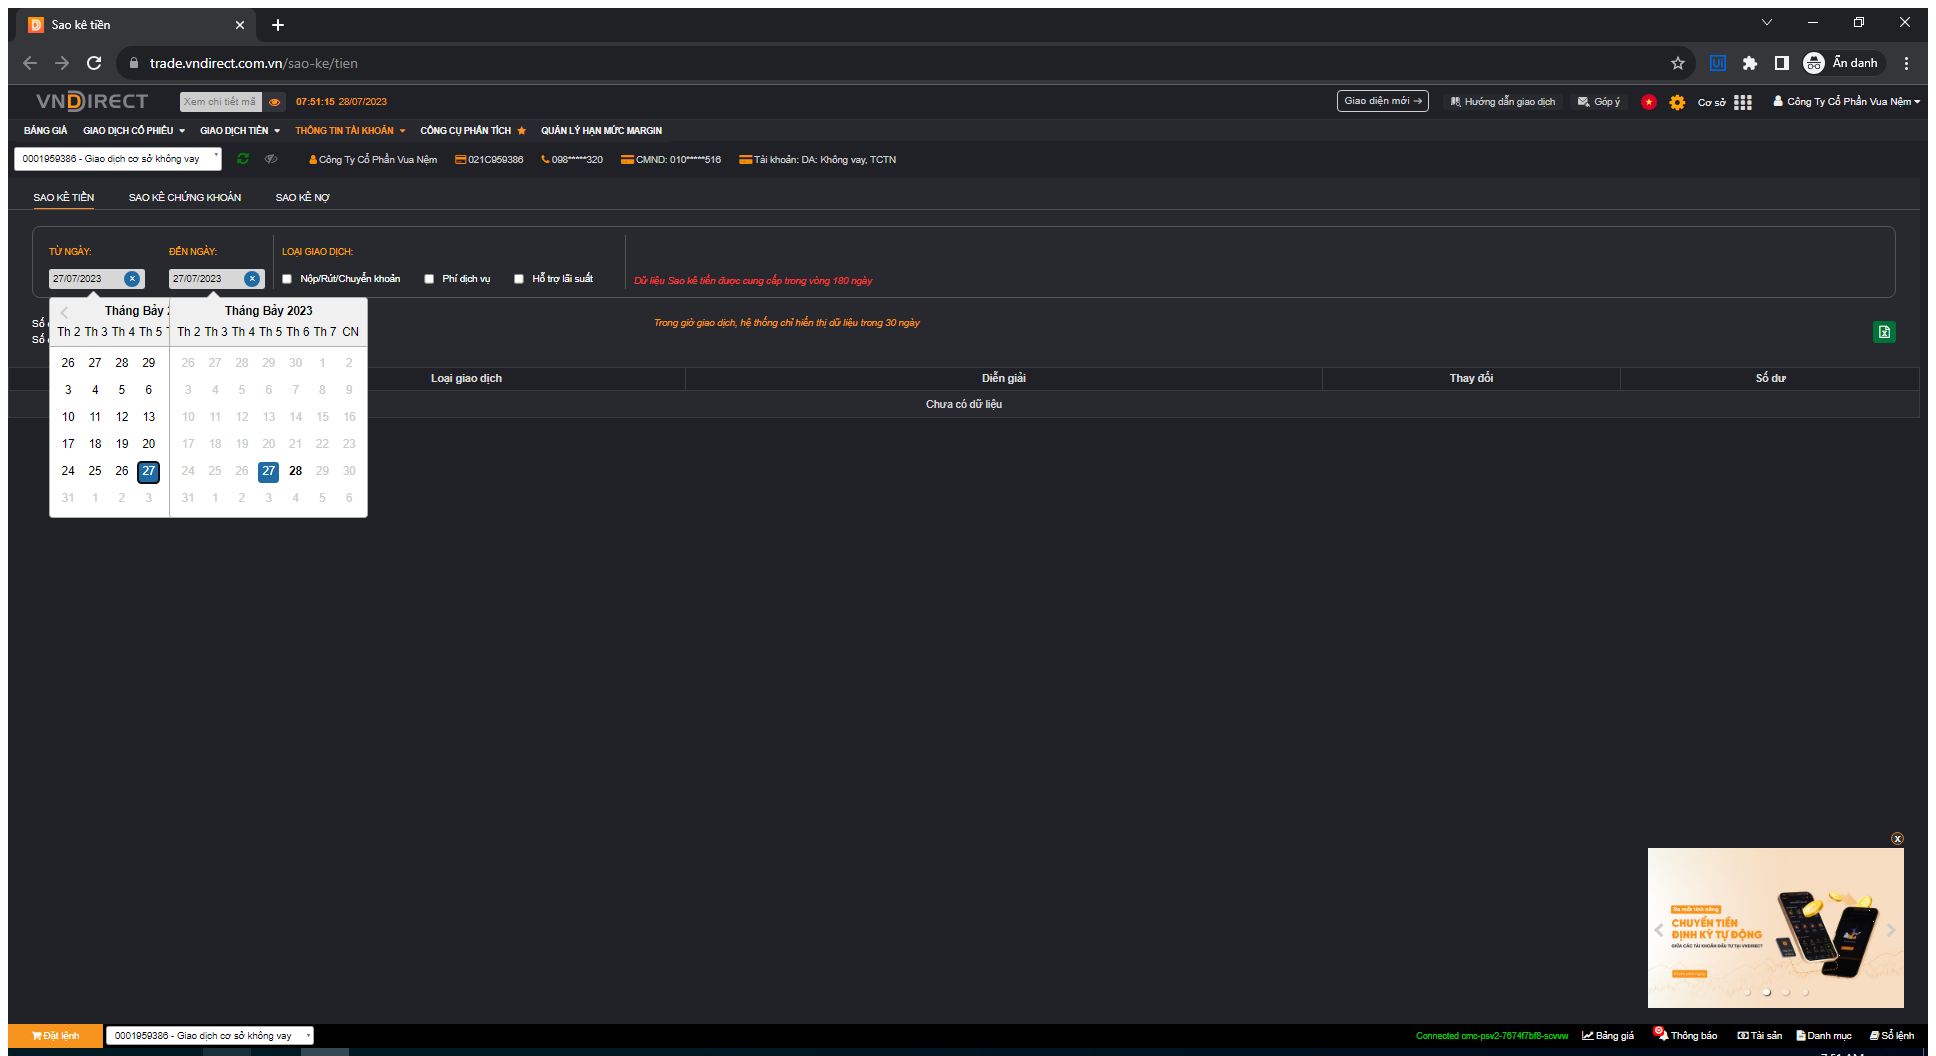 Sao kê tiền
trade.vndirect.com.vn/sao-ke/tien
Ẩn danh
VNDIRECT
Xem chi tiết mã
07:51:15 28/07/2023
Giao diện mới →
Hướng dẫn giao dịch
Góp ý
Cơ sở
Công Ty Cổ Phần Vua Nệm
BẢNG GIÁ GIAO DỊCH CỔ PHIẾU GIAO DỊCH TIỀN THÔNG TIN TÀI KHOẢN CÔNG CỤ PHÂN TÍCH QUẢN LÝ HẠN MỨC MARGIN
0001959386 - Giao dịch cơ sở không vay
Công Ty Cổ Phần Vua Nệm 021C959386 098*****320 CMND: 010*****516 Tài khoản: DA: Không vay, TCTN
SAO KÊ TIỀN SAO KÊ CHỨNG KHOÁN SAO KÊ NỢ
TỪ NGÀY: ĐẾN NGÀY: LOẠI GIAO DỊCH:
27/07/2023 27/07/2023 Nộp/Rút/Chuyển khoản Phí dịch vụ Hỗ trợ lãi suất
Dữ liệu Sao kê tiền được cung cấp trong vòng 180 ngày
Trong giờ giao dịch, hệ thống chỉ hiển thị dữ liệu trong 30 ngày
Số
Số
Tháng Bảy
Th 2 Th 3 Th 4 Th 5
26 27 28 29
3 4 5 6
10 11 12 13
17 18 19 20
24 25 26 27
31 1 2 3
Tháng Bảy 2023
Th 2 Th 3 Th 4 Th 5 Th 6 Th 7 CN
26 27 28 29 30 1 2
3 4 5 6 7 8 9
10 11 12 13 14 15 16
17 18 19 20 21 22 23
24 25 26 27 28 29 30
31 1 2 3 4 5 6
Loại giao dịch Diễn giải Thay đổi Số dư
Chưa có dữ liệu
Ra mắt tính năng
CHUYỂN TIỀN
ĐỊNH KỲ TỰ ĐỘNG
GIỮA CÁC TÀI KHOẢN ĐẦU TƯ TẠI VNDIRECT
Đặt lệnh
0001959386 - Giao dịch cơ sở không vay
Connected cmc-psv2-7674f7bf8-scvvw
Bảng giá Thông báo Tài sản Danh mục Sổ lệnh